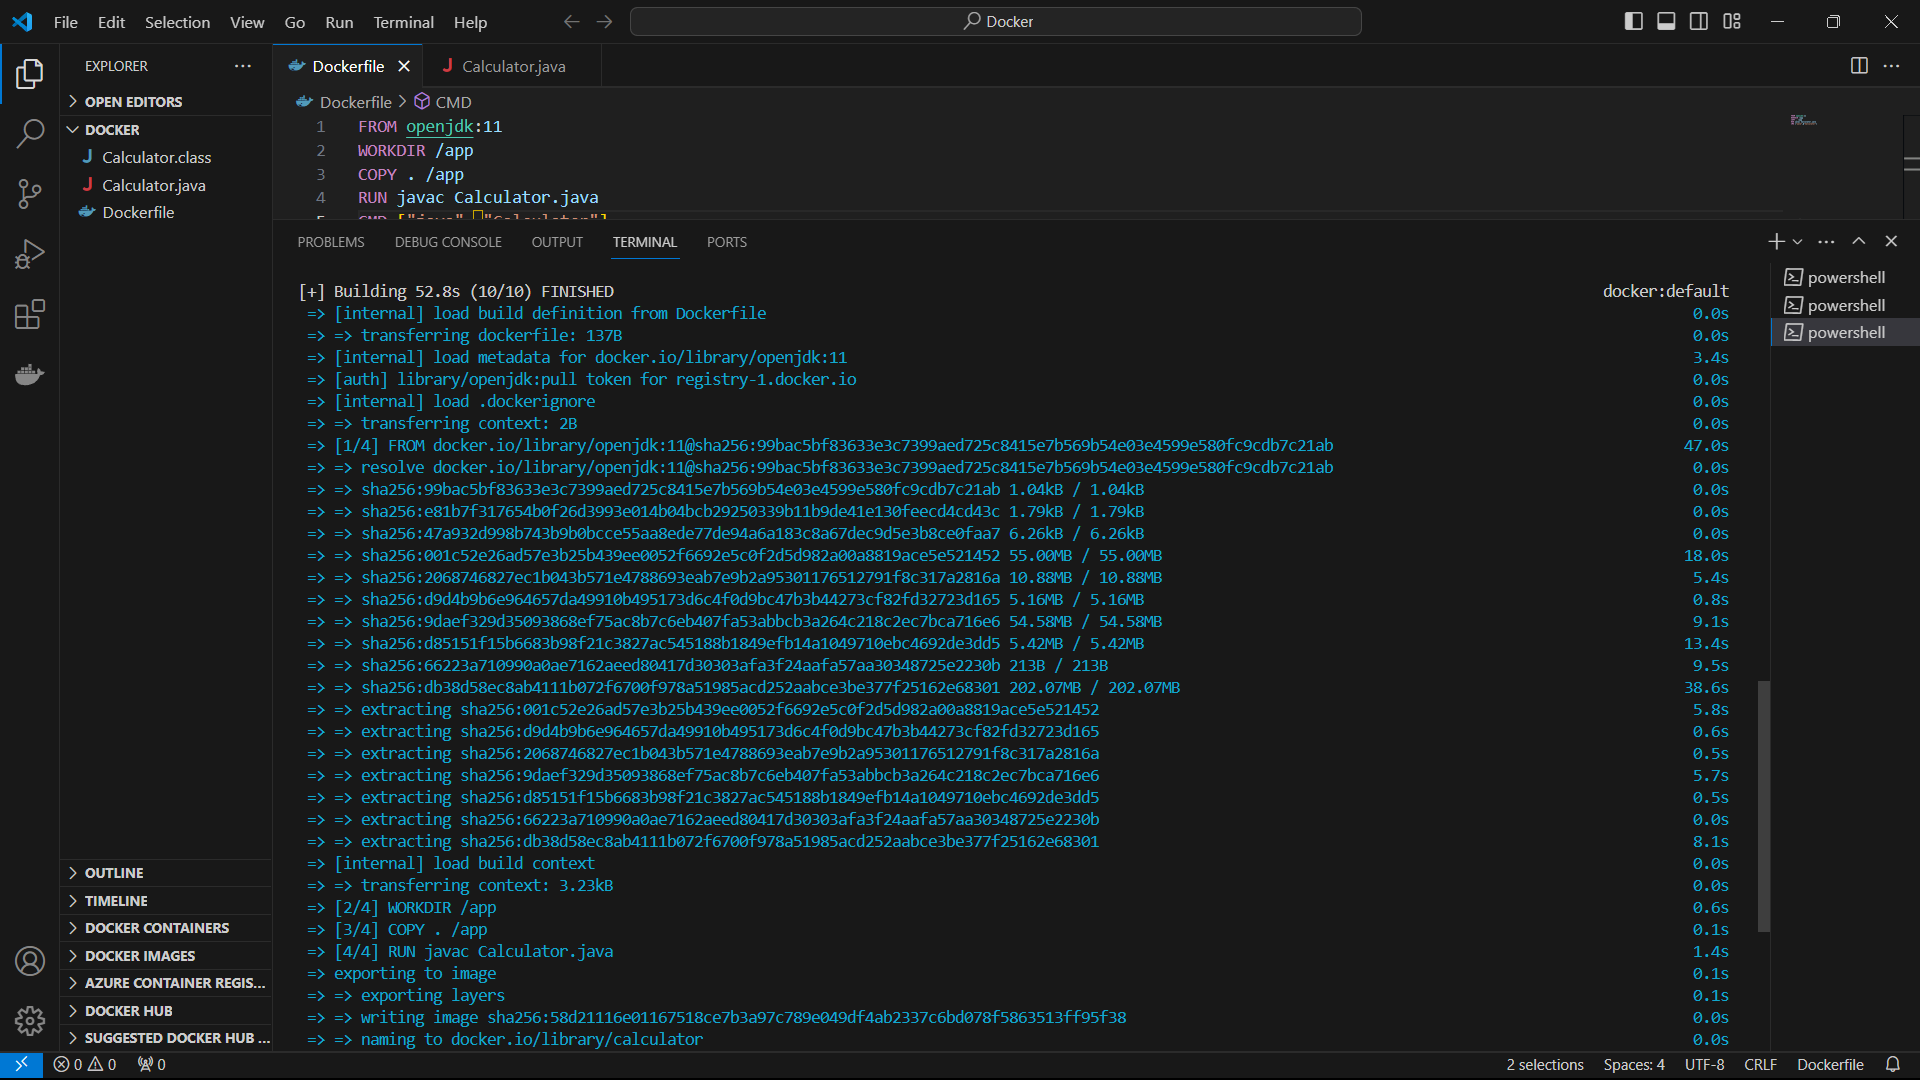 File Edit Selection View Go Run Terminal Help
Docker
EXPLORER
OPEN EDITORS
DOCKER
Calculator.class
Calculator.java
Dockerfile
OUTLINE
TIMELINE
DOCKER CONTAINERS
DOCKER IMAGES
AZURE CONTAINER REGIS...
DOCKER HUB
SUGGESTED DOCKER HUB ...
Dockerfile
Calculator.java
Dockerfile > CMD
1 FROM openjdk:11
2 WORKDIR /app
3 COPY . /app
4 RUN javac Calculator.java
5 CMD ["java", "Calculator"]
PROBLEMS DEBUG CONSOLE OUTPUT TERMINAL PORTS
[+] Building 52.8s (10/10) FINISHED docker:default
=> [internal] load build definition from Dockerfile 0.0s
=> => transferring dockerfile: 137B 0.0s
=> [internal] load metadata for docker.io/library/openjdk:11 3.4s
=> [auth] library/openjdk:pull token for registry-1.docker.io 0.0s
=> [internal] load .dockerignore 0.0s
=> => transferring context: 2B 0.0s
=> [1/4] FROM docker.io/library/openjdk:11@sha256:99bac5bf83633e3c7399aed725c8415e7b569b54e03e4599e580fc9cdb7c21ab 47.0s
=> => resolve docker.io/library/openjdk:11@sha256:99bac5bf83633e3c7399aed725c8415e7b569b54e03e4599e580fc9cdb7c21ab 0.0s
=> => sha256:99bac5bf83633e3c7399aed725c8415e7b569b54e03e4599e580fc9cdb7c21ab 1.04kB / 1.04kB 0.0s
=> => sha256:e81b7f317654b0f26d3993e014b04bcb29250339b11b9de41e130feecd4cd43c 1.79kB / 1.79kB 0.0s
=> => sha256:47a932d998b743b9b0bcce55aa8ede77de94a6a183c8a67dec9d5e3b8ce0faa7 6.26kB / 6.26kB 0.0s
=> => sha256:001c52e26ad57e3b25b439ee0052f6692e5c0f2d5d982a00a8819ace5e521452 55.00MB / 55.00MB 18.0s
=> => sha256:2068746827ec1b043b571e4788693eab7e9b2a95301176512791f8c317a2816a 10.88MB / 10.88MB 5.4s
=> => sha256:d9d4b9b6e964657da49910b495173d6c4f0d9bc47b3b44273cf82fd32723d165 5.16MB / 5.16MB 0.8s
=> => sha256:9daef329d35093868ef75ac8b7c6eb407fa53abbcb3a264c218c2ec7bca716e6 54.58MB / 54.58MB 9.1s
=> => sha256:d85151f15b6683b98f21c3827ac545188b1849efb14a1049710ebc4692de3dd5 5.42MB / 5.42MB 13.4s
=> => sha256:66223a710990a0ae7162aeed80417d30303afa3f24aafa57aa30348725e2230b 213B / 213B 9.5s
=> => sha256:db38d58ec8ab4111b072f6700f978a51985acd252aabce3be377f25162e68301 202.07MB / 202.07MB 38.6s
=> => extracting sha256:001c52e26ad57e3b25b439ee0052f6692e5c0f2d5d982a00a8819ace5e521452 5.8s
=> => extracting sha256:d9d4b9b6e964657da49910b495173d6c4f0d9bc47b3b44273cf82fd32723d165 0.6s
=> => extracting sha256:2068746827ec1b043b571e4788693eab7e9b2a95301176512791f8c317a2816a 0.5s
=> => extracting sha256:9daef329d35093868ef75ac8b7c6eb407fa53abbcb3a264c218c2ec7bca716e6 5.7s
=> => extracting sha256:d85151f15b6683b98f21c3827ac545188b1849efb14a1049710ebc4692de3dd5 0.5s
=> => extracting sha256:66223a710990a0ae7162aeed80417d30303afa3f24aafa57aa30348725e2230b 0.0s
=> => extracting sha256:db38d58ec8ab4111b072f6700f978a51985acd252aabce3be377f25162e68301 8.1s
=> [internal] load build context 0.0s
=> => transferring context: 3.23kB 0.0s
=> [2/4] WORKDIR /app 0.6s
=> [3/4] COPY . /app 0.1s
=> [4/4] RUN javac Calculator.java 1.4s
=> exporting to image 0.1s
=> => exporting layers 0.1s
=> => writing image sha256:58d21116e01167518ce7b3a97c789e049df4ab2337c6bd078f5863513ff95f38 0.0s
=> => naming to docker.io/library/calculator 0.0s
powershell
powershell
powershell
0 0 0
2 selections Spaces: 4 UTF-8 CRLF Dockerfile